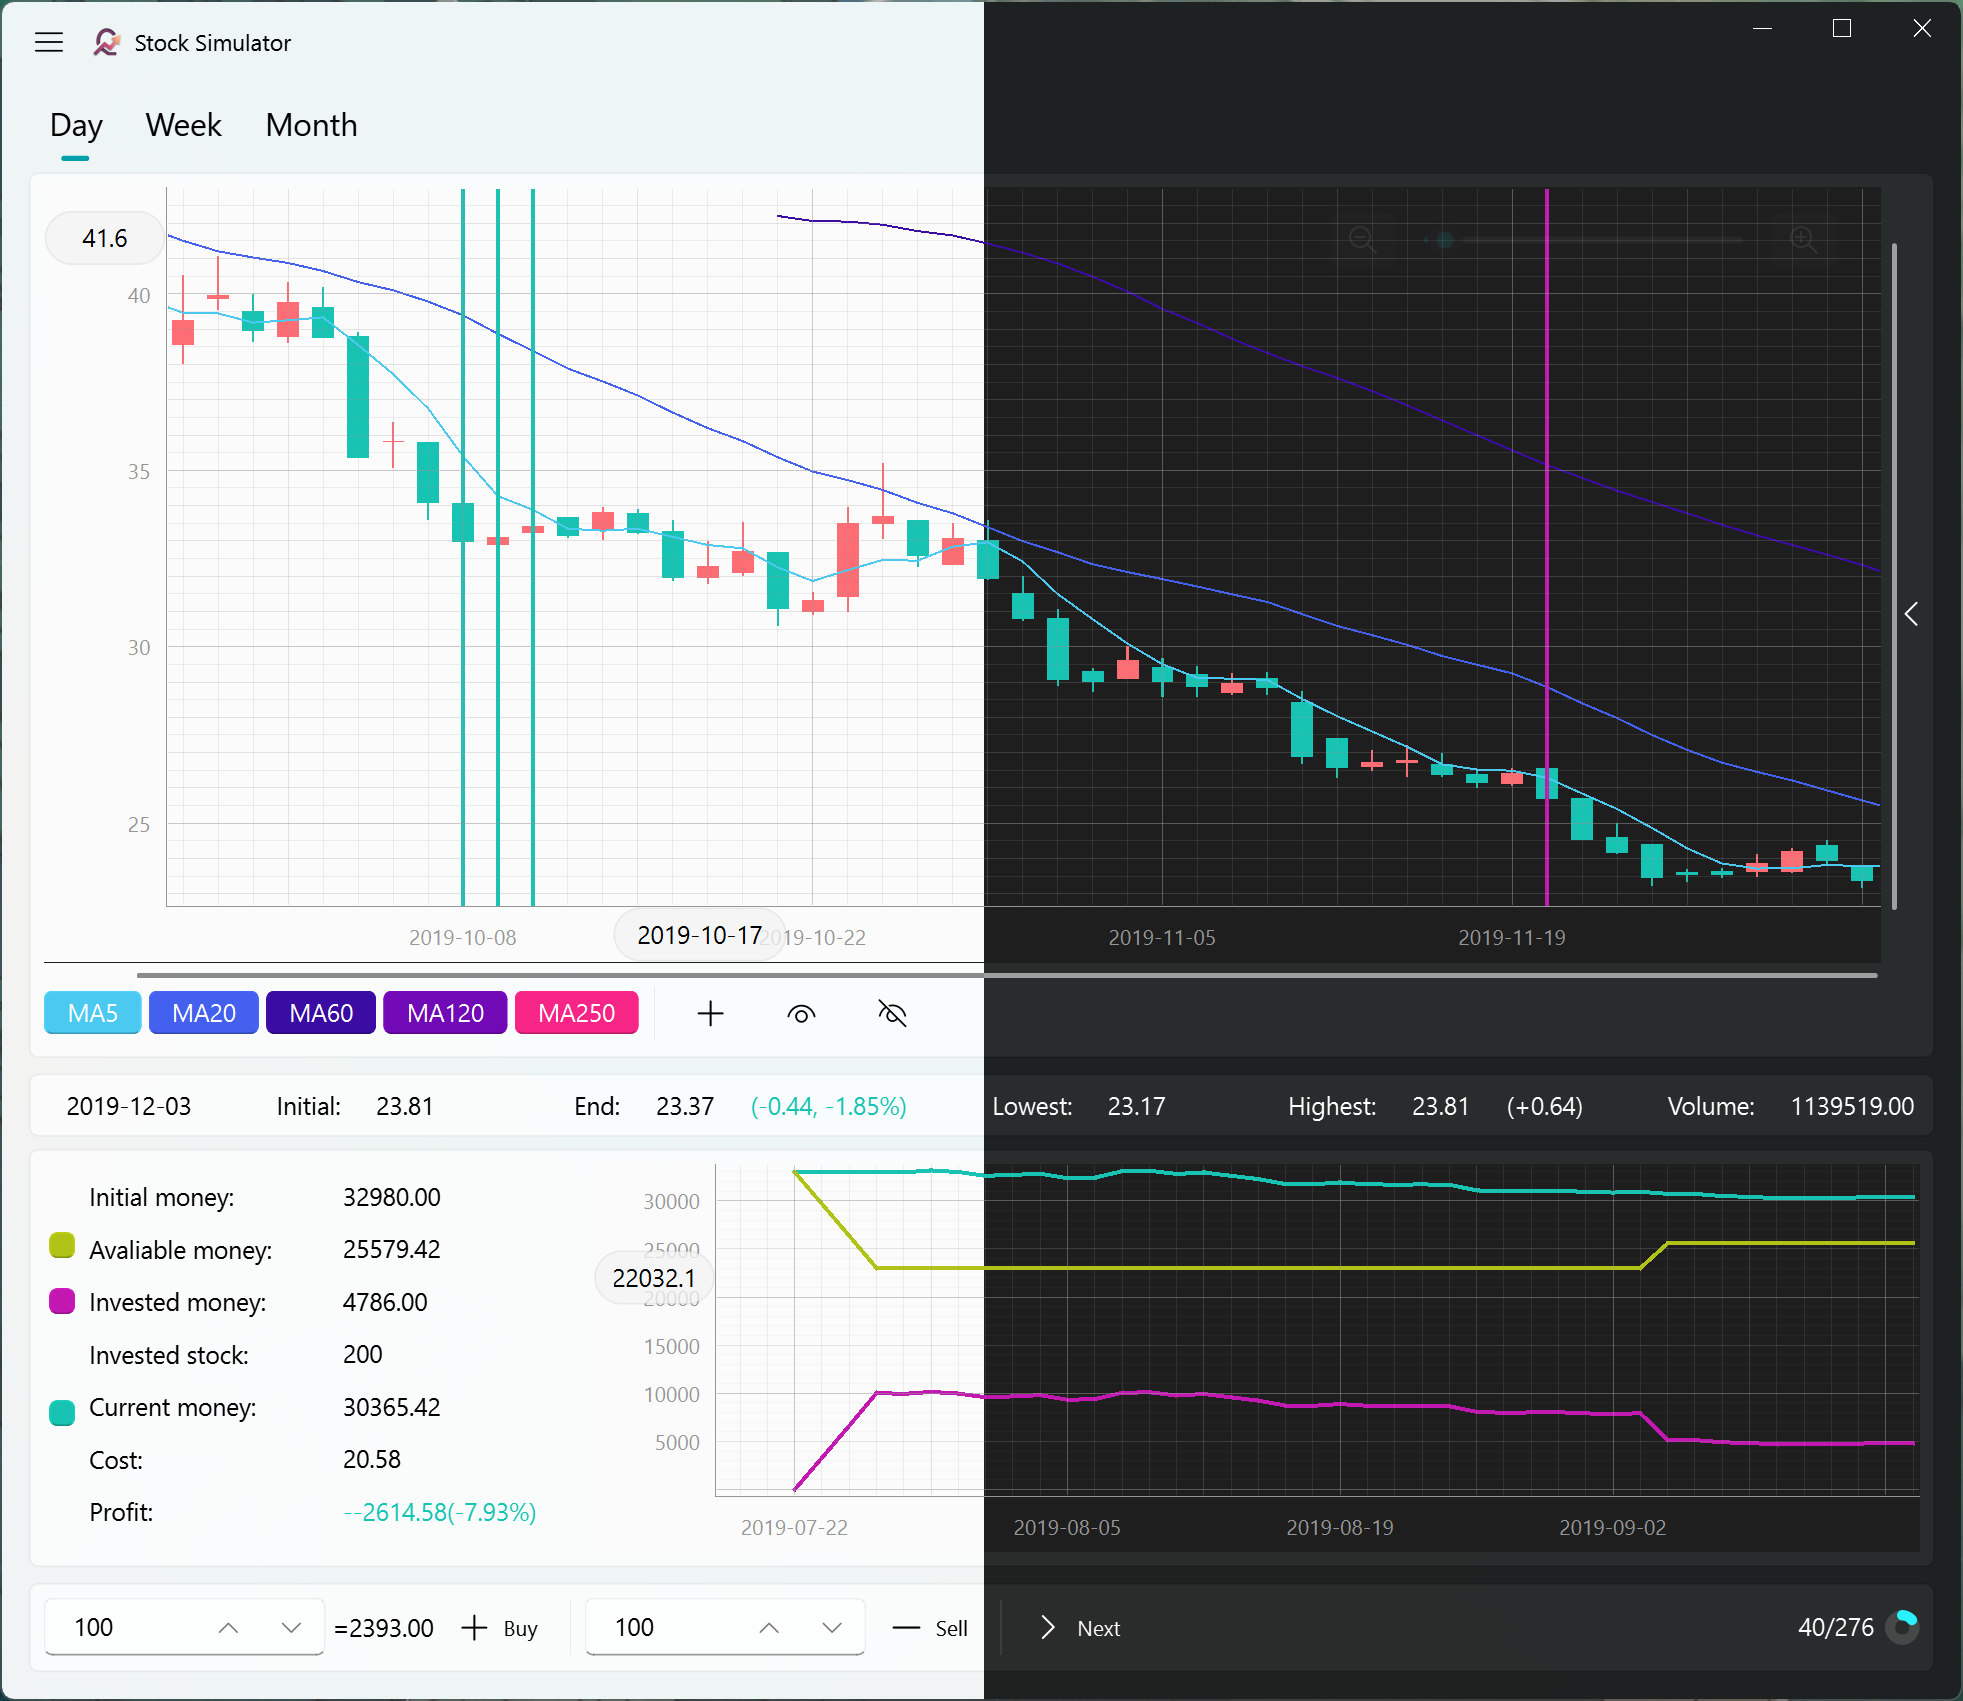 Stock Simulator
Day Week Month
41.6
40
35
30
25
2019-10-08 2019-10-17 2019-10-22 2019-11-05 2019-11-19
MA5 MA20 MA60 MA120 MA250
2019-12-03 Initial: 23.81 End: 23.37 (-0.44, -1.85%) Lowest: 23.17 Highest: 23.81 (+0.64) Volume: 1139519.00
Initial money: 32980.00
Avaliable money: 25579.42
Invested money: 4786.00
Invested stock: 200
Current money: 30365.42
Cost: 20.58
Profit: --2614.58(-7.93%)
30000
25000
22032.1
20000
15000
10000
5000
2019-07-22 2019-08-05 2019-08-19 2019-09-02
100 =2393.00 Buy 100 Sell Next 40/276